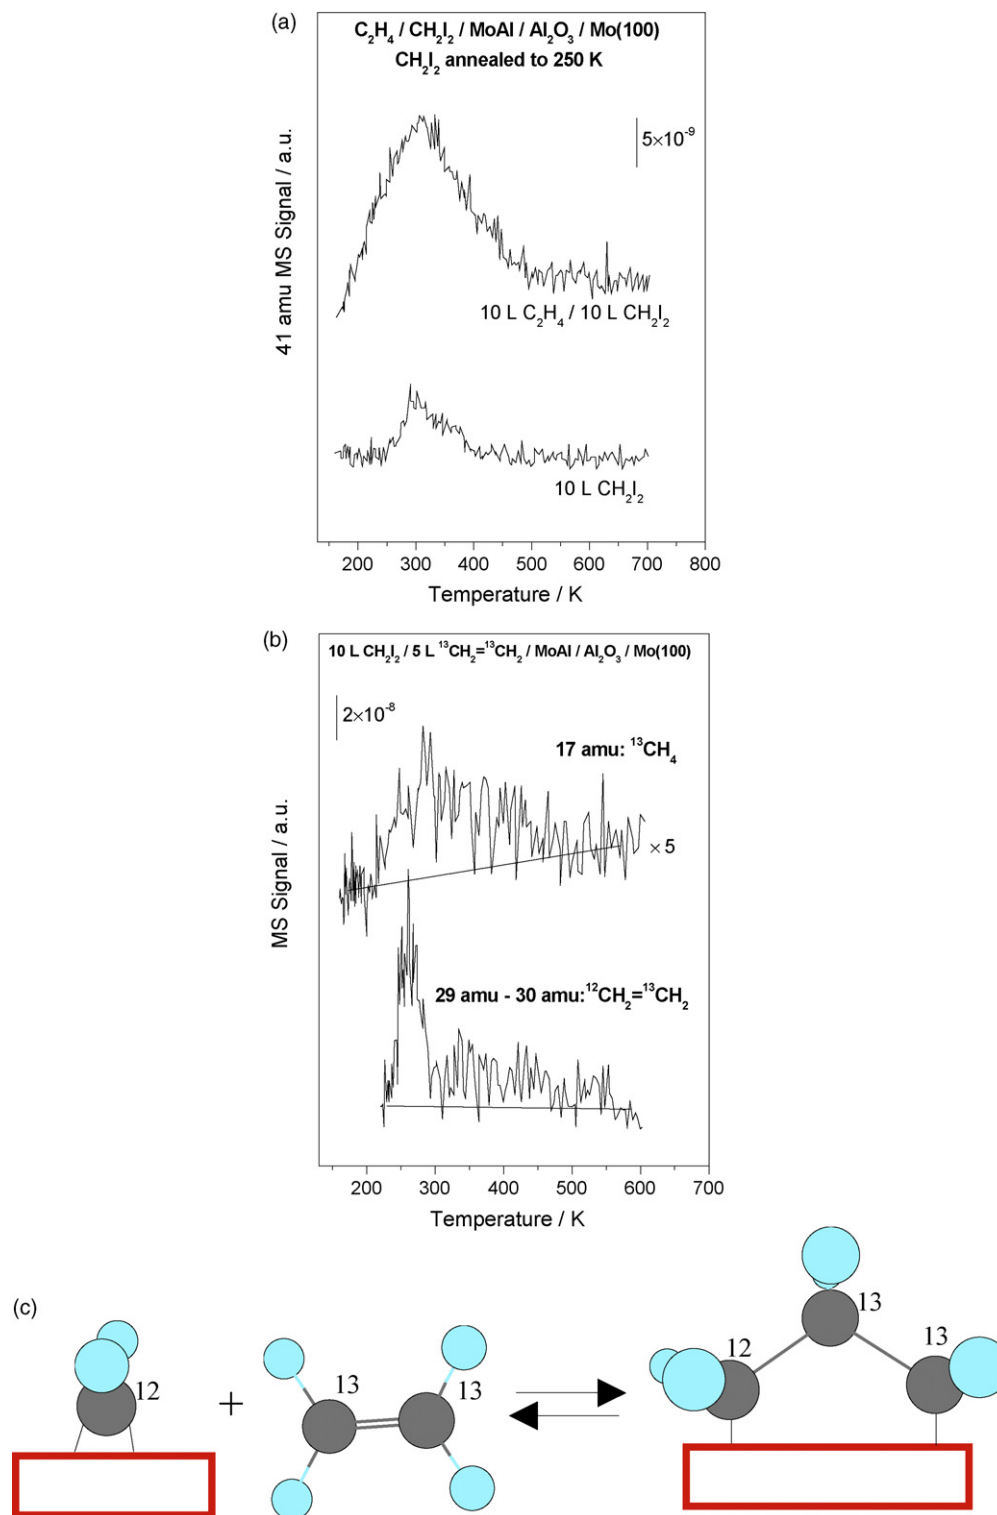 (a)
C₂H₄ / CH₂I₂ / MoAl / Al₂O₃ / Mo(100)
CH₂I₂ annealed to 250 K
5×10⁻⁹
41 amu MS Signal / a.u.
10 L C₂H₄ / 10 L CH₂I₂
10 L CH₂I₂
200 300 400 500 600 700 800
Temperature / K
(b)
10 L CH₂I₂ / 5 L ¹³CH₂=¹³CH₂ / MoAl / Al₂O₃ / Mo(100)
2×10⁻⁸
17 amu: ¹³CH₄
× 5
MS Signal / a.u.
29 amu - 30 amu:¹²CH₂=¹³CH₂
200 300 400 500 600 700
Temperature / K
(c)
13
12 13 13 12 13
+